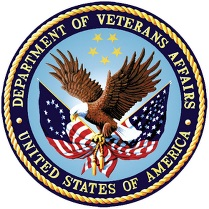 DEPARTMENT OF VETERANS AFFAIRS
UNITED STATES OF AMERICA